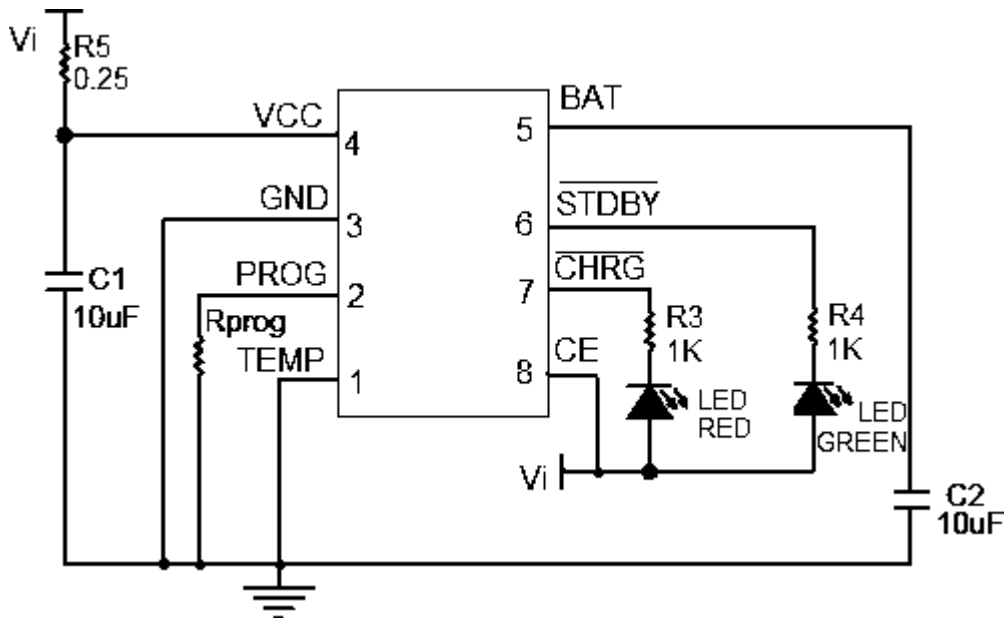 Vi
R5
0.25
VCC
4
GND
3
PROG
2
Rprog
TEMP
1
C1
10uF
BAT
5
STDBY
6
CHRG
7
CE
8
R3
1K
R4
1K
LED
RED
LED
GREEN
Vi
C2
10uF